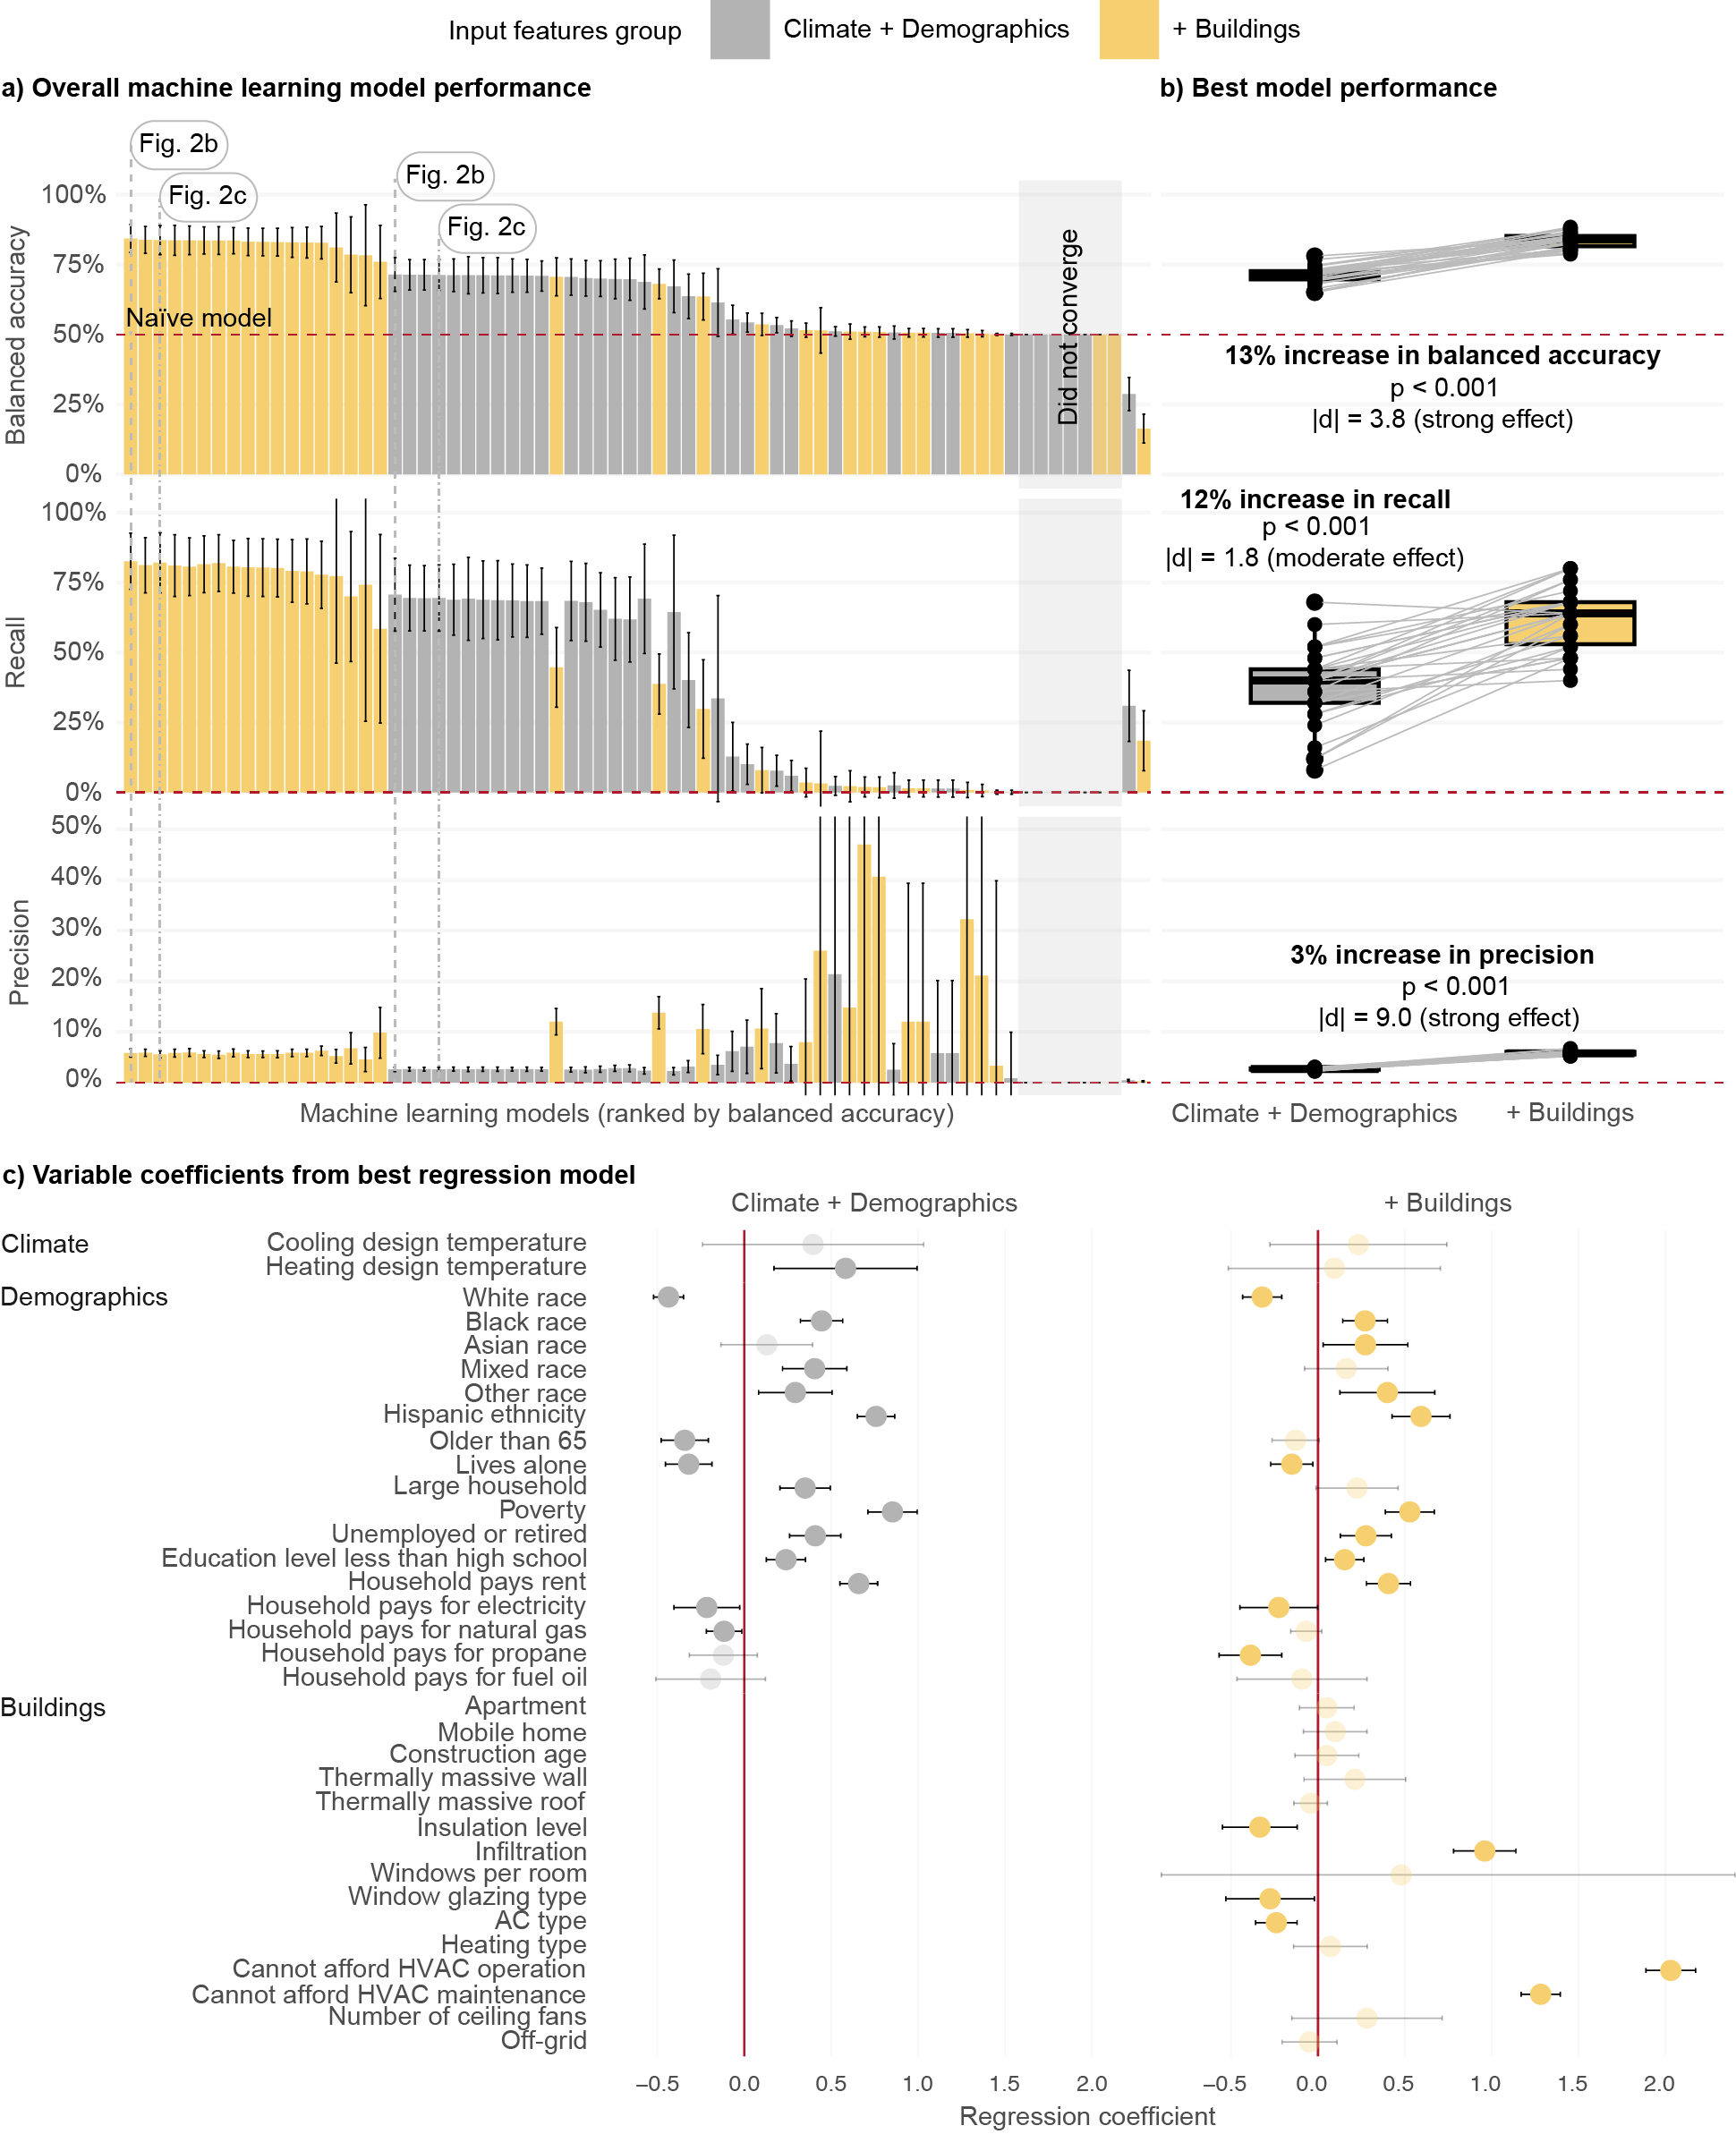 Input features group
Climate + Demographics
+ Buildings
a) Overall machine learning model performance
b) Best model performance
Fig. 2b
Fig. 2c
Fig. 2b
Fig. 2c
Balanced accuracy
100%
75%
50%
25%
0%
Naïve model
Did not converge
13% increase in balanced accuracy
p < 0.001
|d| = 3.8 (strong effect)
Recall
100%
75%
50%
25%
0%
12% increase in recall
p < 0.001
|d| = 1.8 (moderate effect)
Precision
50%
40%
30%
20%
10%
0%
3% increase in precision
p < 0.001
|d| = 9.0 (strong effect)
Machine learning models (ranked by balanced accuracy)
Climate + Demographics
+ Buildings
c) Variable coefficients from best regression model
Climate + Demographics
+ Buildings
Climate
Cooling design temperature
Heating design temperature
Demographics
White race
Black race
Asian race
Mixed race
Other race
Hispanic ethnicity
Older than 65
Lives alone
Large household
Poverty
Unemployed or retired
Education level less than high school
Household pays rent
Household pays for electricity
Household pays for natural gas
Household pays for propane
Household pays for fuel oil
Buildings
Apartment
Mobile home
Construction age
Thermally massive wall
Thermally massive roof
Insulation level
Infiltration
Windows per room
Window glazing type
AC type
Heating type
Cannot afford HVAC operation
Cannot afford HVAC maintenance
Number of ceiling fans
Off-grid
−0.5 0.0 0.5 1.0 1.5 2.0
−0.5 0.0 0.5 1.0 1.5 2.0
Regression coefficient